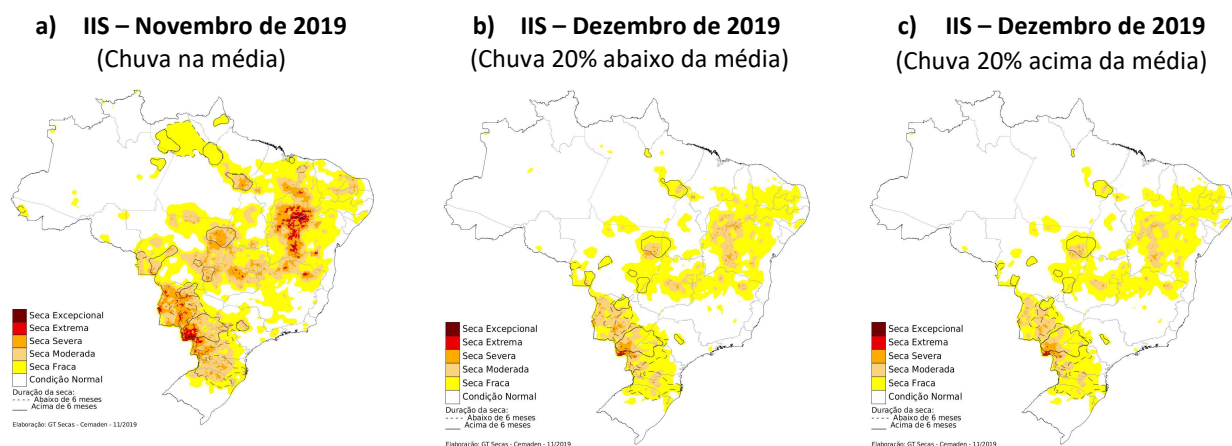 a) IIS – Novembro de 2019
(Chuva na média)
b) IIS – Dezembro de 2019
(Chuva 20% abaixo da média)
c) IIS – Dezembro de 2019
(Chuva 20% acima da média)
Seca Excepcional
Seca Extrema
Seca Severa
Seca Moderada
Seca Fraca
Condição Normal
Duração da seca:
Abaixo de 6 meses
Acima de 6 meses
Elaboração: GT Secas - Cemaden - 11/2019
Seca Excepcional
Seca Extrema
Seca Severa
Seca Moderada
Seca Fraca
Condição Normal
Duração da seca:
Abaixo de 6 meses
Acima de 6 meses
Elaboração: GT Secas - Cemaden - 11/2019
Seca Excepcional
Seca Extrema
Seca Severa
Seca Moderada
Seca Fraca
Condição Normal
Duração da seca:
Abaixo de 6 meses
Acima de 6 meses
Elaboração: GT Secas - Cemaden - 11/2019